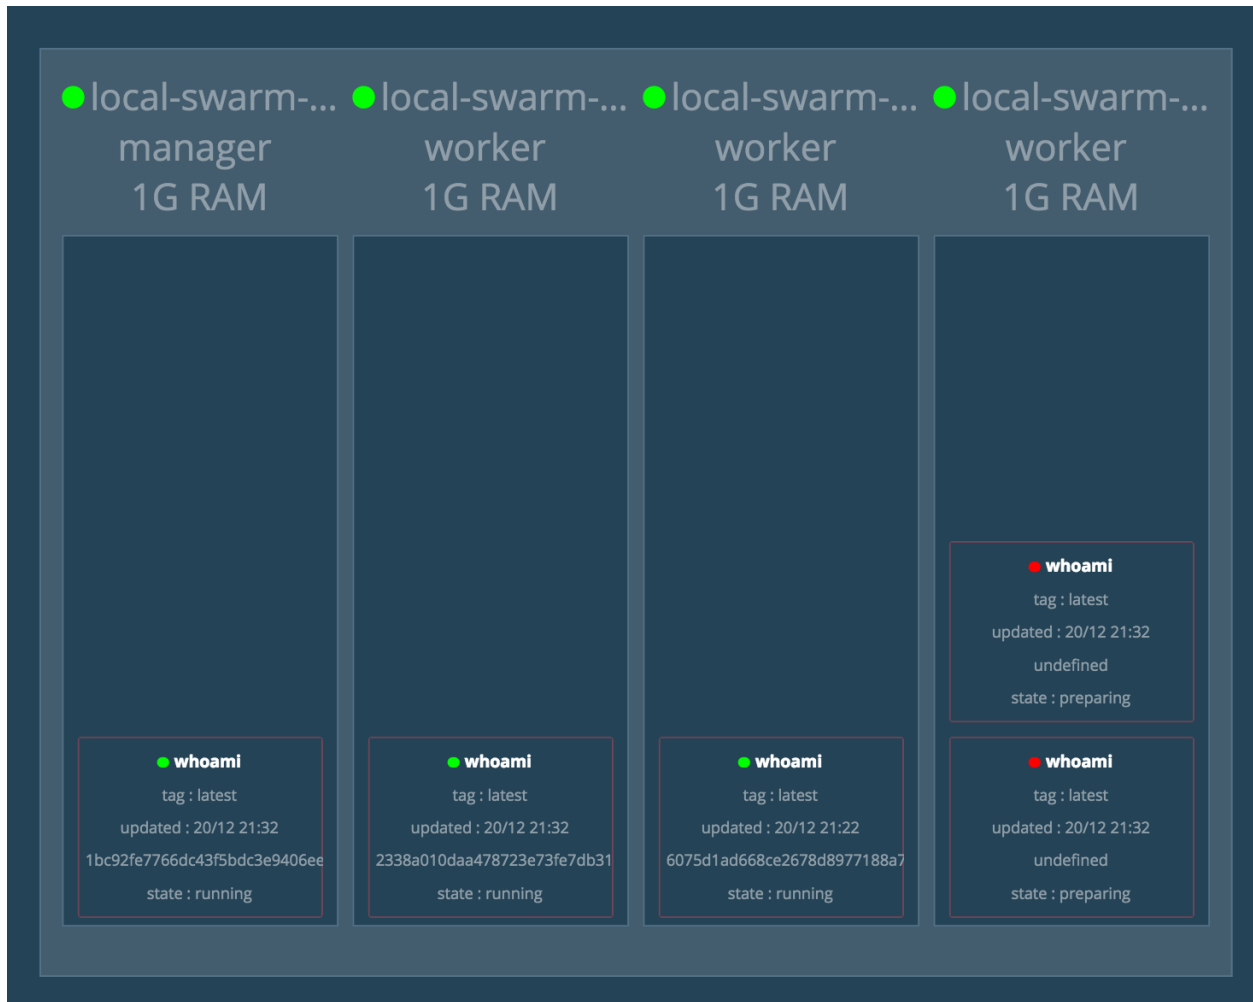 local-swarm-...
manager
1G RAM
whoami
tag : latest
updated : 20/12 21:32
1bc92fe7766dc43f5bdc3e9406ee
state : running
local-swarm-...
worker
1G RAM
whoami
tag : latest
updated : 20/12 21:32
2338a010daa478723e73fe7db31
state : running
local-swarm-...
worker
1G RAM
whoami
tag : latest
updated : 20/12 21:22
6075d1ad668ce2678d8977188a7
state : running
local-swarm-...
worker
1G RAM
whoami
tag : latest
updated : 20/12 21:32
undefined
state : preparing
whoami
tag : latest
updated : 20/12 21:32
undefined
state : preparing